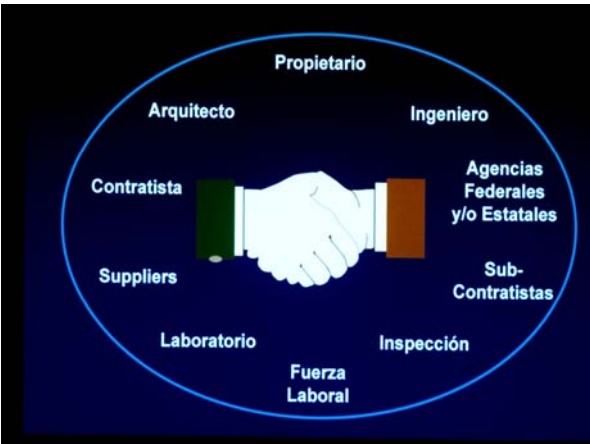 Propietario
Arquitecto
Ingeniero
Contratista
Agencias
Federales
y/o Estatales
Suppliers
Sub-
Contratistas
Laboratorio
Inspección
Fuerza
Laboral